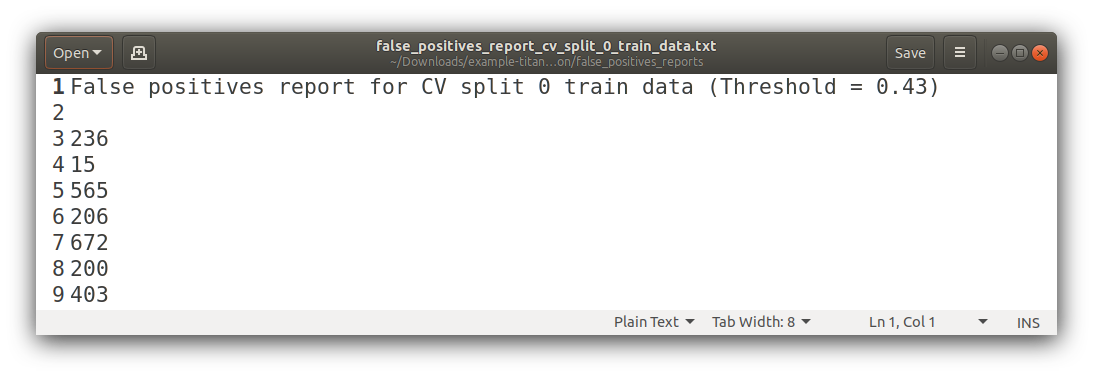 Open
false_positives_report_cv_split_0_train_data.txt
~/Downloads/example-titan…on/false_positives_reports
Save
1 False positives report for CV split 0 train data (Threshold = 0.43)
2
3 236
4 15
5 565
6 206
7 672
8 200
9 403
Plain Text Tab Width: 8 Ln 1, Col 1 INS